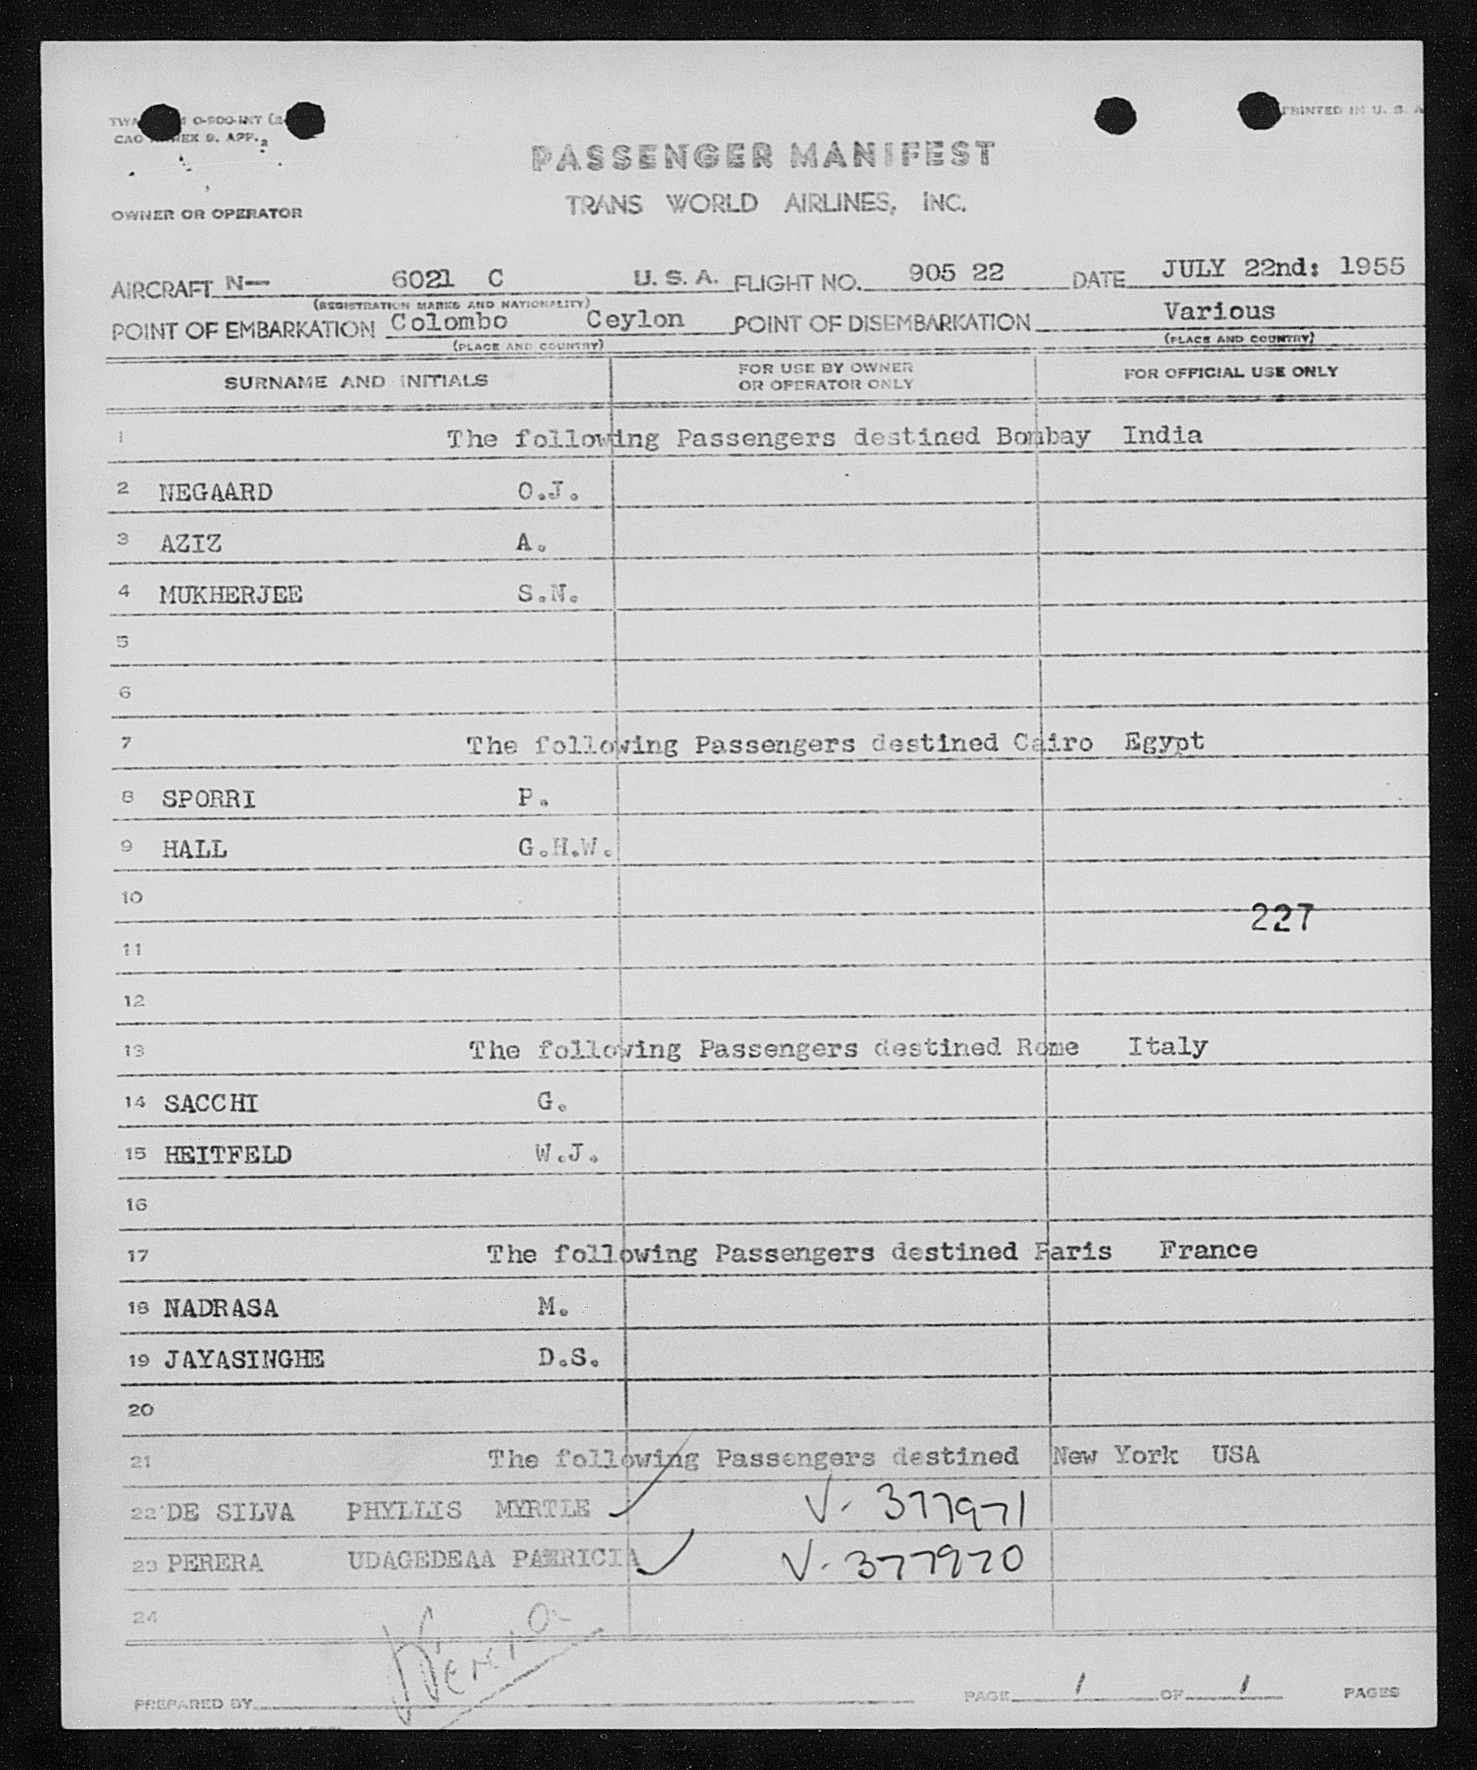 PRINTED IN U. S. A
CAO ANNEX 9. APP. 2
PASSENGER MANIFEST
TRANS WORLD AIRLINES, INC.
OWNER OR OPERATOR
AIRCRAFT N— 6021 C U. S. A. FLIGHT NO. 905 22 DATE JULY 22nd: 1955
(REGISTRATION MARKS AND NATIONALITY)
POINT OF EMBARKATION Colombo Ceylon POINT OF DISEMBARKATION Various
(PLACE AND COUNTRY) (PLACE AND COUNTRY)
SURNAME AND INITIALS FOR USE BY OWNER OR OPERATOR ONLY FOR OFFICIAL USE ONLY
1 The following Passengers destined Bombay India
2 NEGAARD O.J.
3 AZIZ A.
4 MUKHERJEE S.N.
5
6
7 The following Passengers destined Cairo Egypt
8 SPORRI P.
9 HALL G.H.W.
10
227
11
12
13 The following Passengers destined Rome Italy
14 SACCHI G.
15 HEITFELD W.J.
16
17 The following Passengers destined Paris France
18 NADRASA M.
19 JAYASINGHE D.S.
20
21 The following Passengers destined New York USA
22 DE SILVA PHYLLIS MYRTLE V- 377971
23 PERERA UDAGEDEAA PATRICIA V- 377970
24
PREPARED BY PAGE 1 OF 1 PAGES